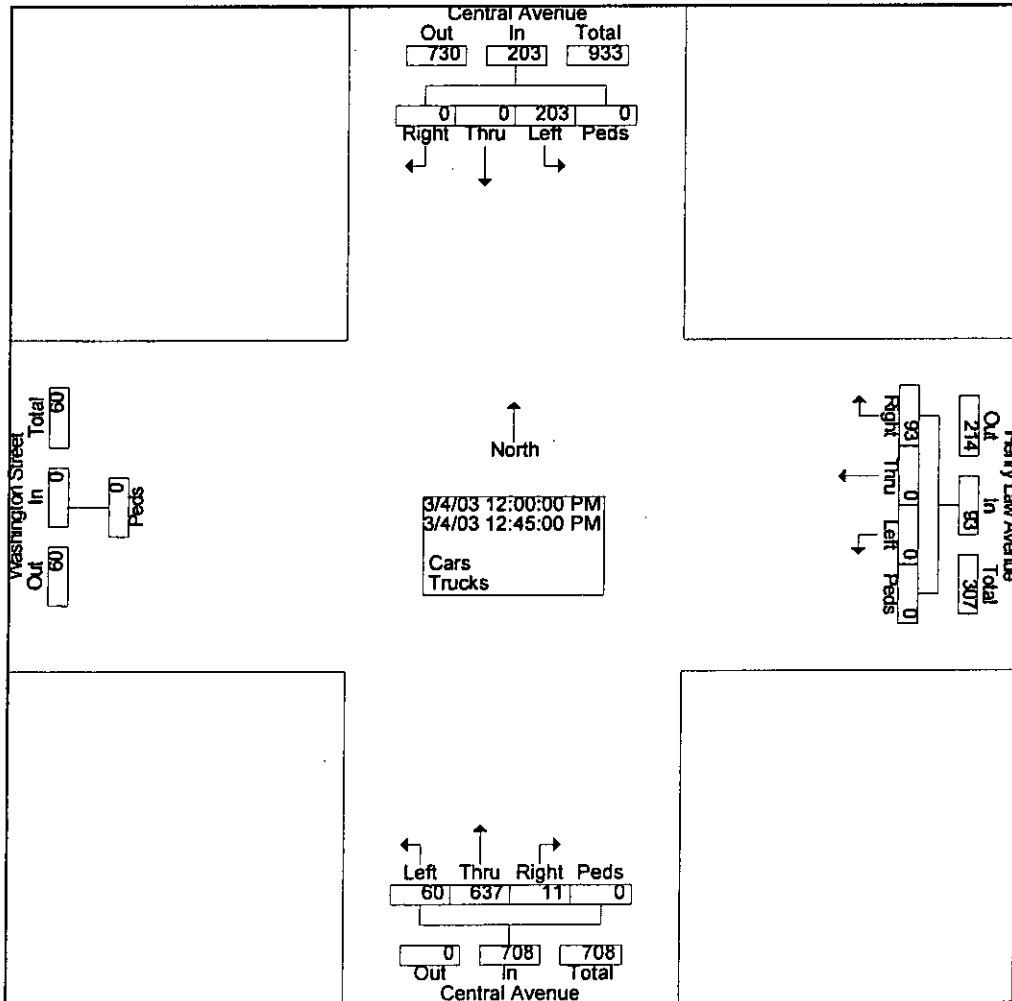 Central Avenue
Out In Total
730 203 933
0 0 203 0
Right Thru Left Peds
Washington Street
Total In Out
60 0 60
0
Peds
North
3/4/03 12:00:00 PM
3/4/03 12:45:00 PM
Cars
Trucks
Right Thru Left Peds
93 0 0 0
Out In Total
214 93 307
Law Avenue
Left Thru Right Peds
60 637 11 0
0 708 708
Out In Total
Central Avenue